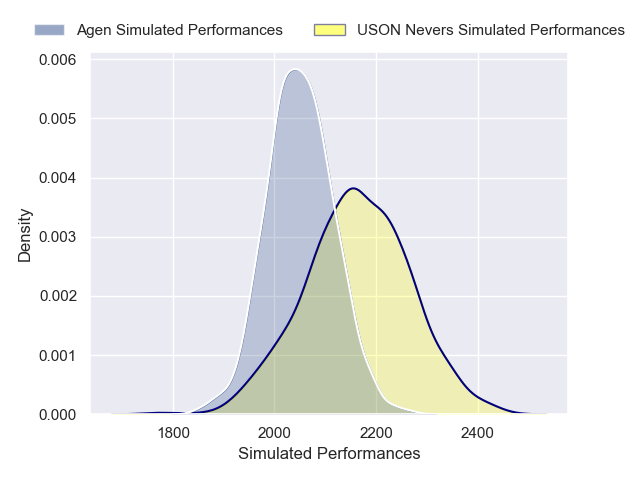 Agen Simulated Performances
USON Nevers Simulated Performances
0.006
0.005
0.004
0.003
0.002
0.001
0.000
Density
1800
2000
2200
2400
Simulated Performances